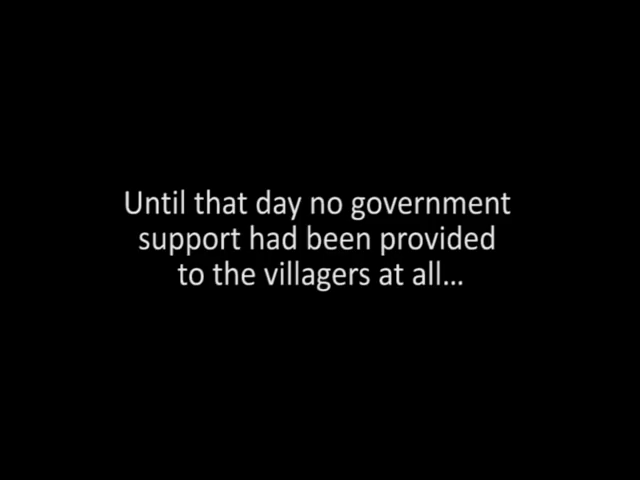 Until that day no government
support had been provided
to the villagers at all...